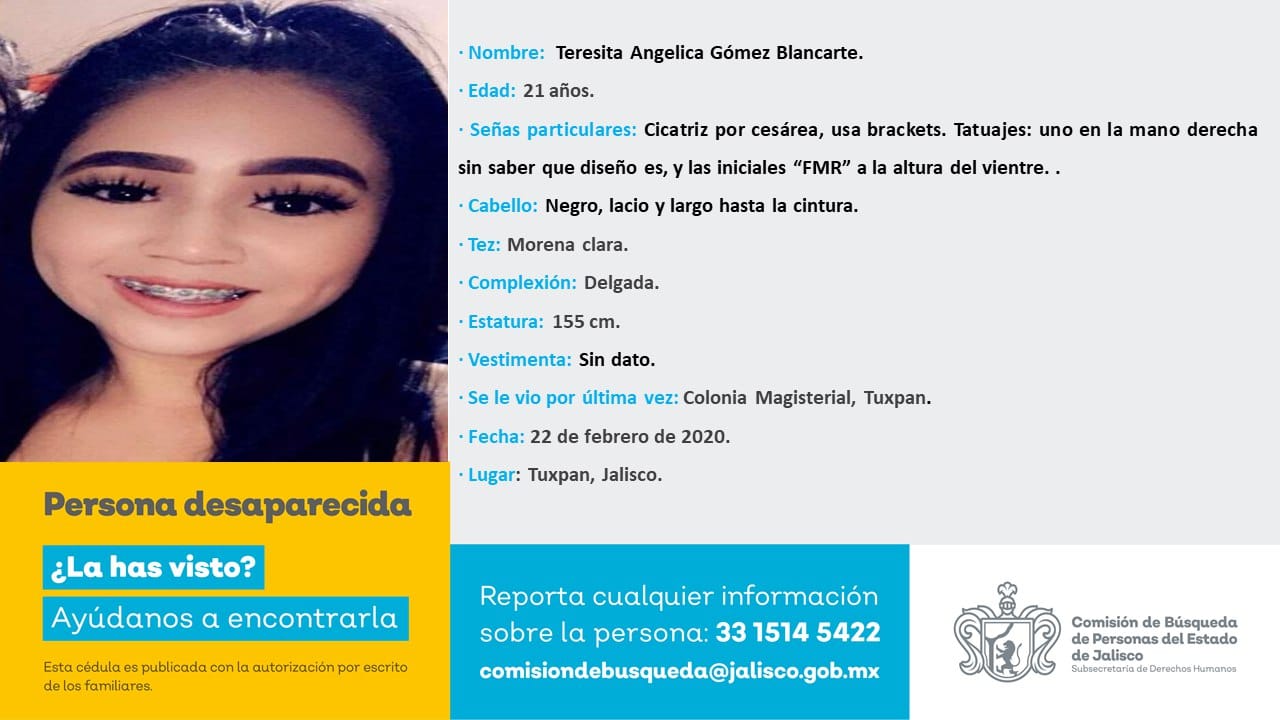 · Nombre: Teresita Angelica Gómez Blancarte.
· Edad: 21 años.
· Señas particulares: Cicatriz por cesárea, usa brackets. Tatuajes: uno en la mano derecha
sin saber que diseño es, y las iniciales “FMR” a la altura del vientre. .
· Cabello: Negro, lacio y largo hasta la cintura.
· Tez: Morena clara.
· Complexión: Delgada.
· Estatura: 155 cm.
· Vestimenta: Sin dato.
· Se le vio por última vez: Colonia Magisterial, Tuxpan.
· Fecha: 22 de febrero de 2020.
· Lugar: Tuxpan, Jalisco.
Persona desaparecida
¿La has visto?
Ayúdanos a encontrarla
Esta cédula es publicada con la autorización por escrito
de los familiares.
Reporta cualquier información
sobre la persona: 33 1514 5422
comisiondebusqueda@jalisco.gob.mx
Comisión de Búsqueda
de Personas del Estado
de Jalisco
Subsecretaría de Derechos Humanos